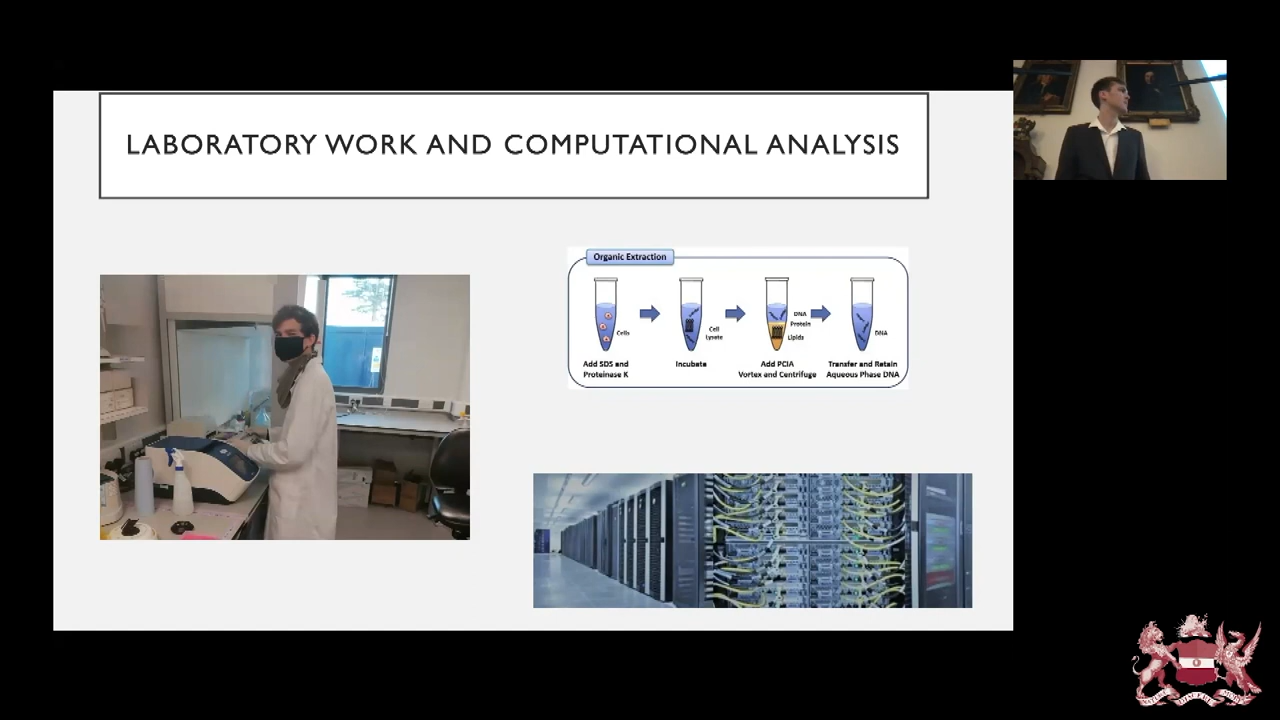 LABORATORY WORK AND COMPUTATIONAL ANALYSIS
Organic Extraction
Cells
Cell
Lysate
DNA
Protein
Lipids
DNA
Add SDS and
Proteinase K
Incubate
Add PCIA
Vortex and Centrifuge
Transfer and Retain
Aqueous Phase DNA